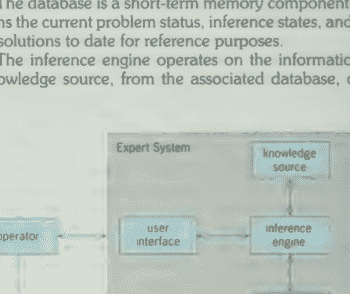 The database is a short-term memory component
ns the current problem status, inference states, and
solutions to date for reference purposes.
The inference engine operates on the informatio
owledge source, from the associated database,
Expert System
knowledge
source
operator
user
interface
inference
engine